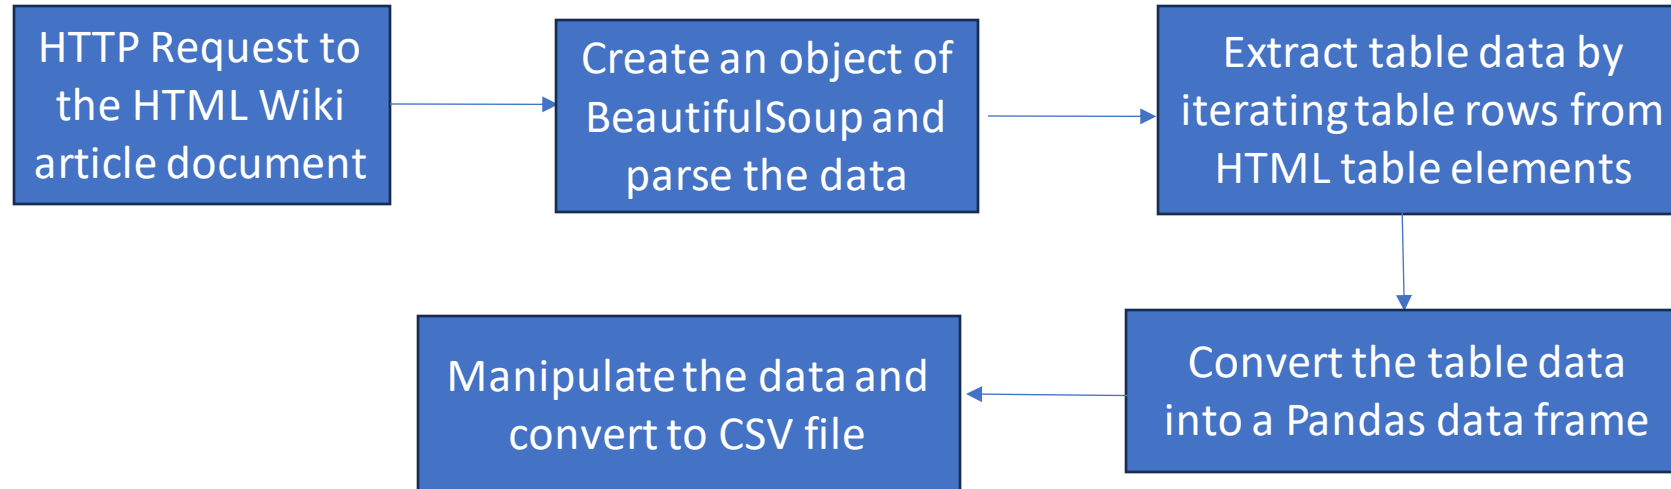 HTTP Request to
the HTML Wiki
article document
Create an object of
BeautifulSoup and
parse the data
Extract table data by
iterating table rows from
HTML table elements
Convert the table data
into a Pandas data frame
Manipulate the data and
convert to CSV file